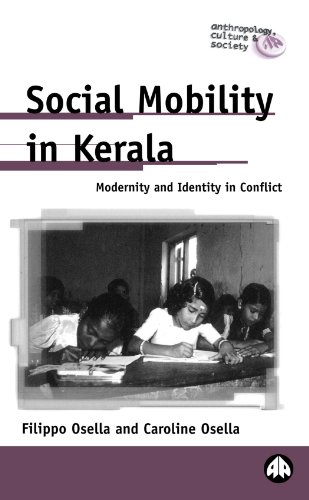 anthropology,
culture &
society
Social Mobility
in Kerala
Modernity and Identity in Conflict
Filippo Osella and Caroline Osella